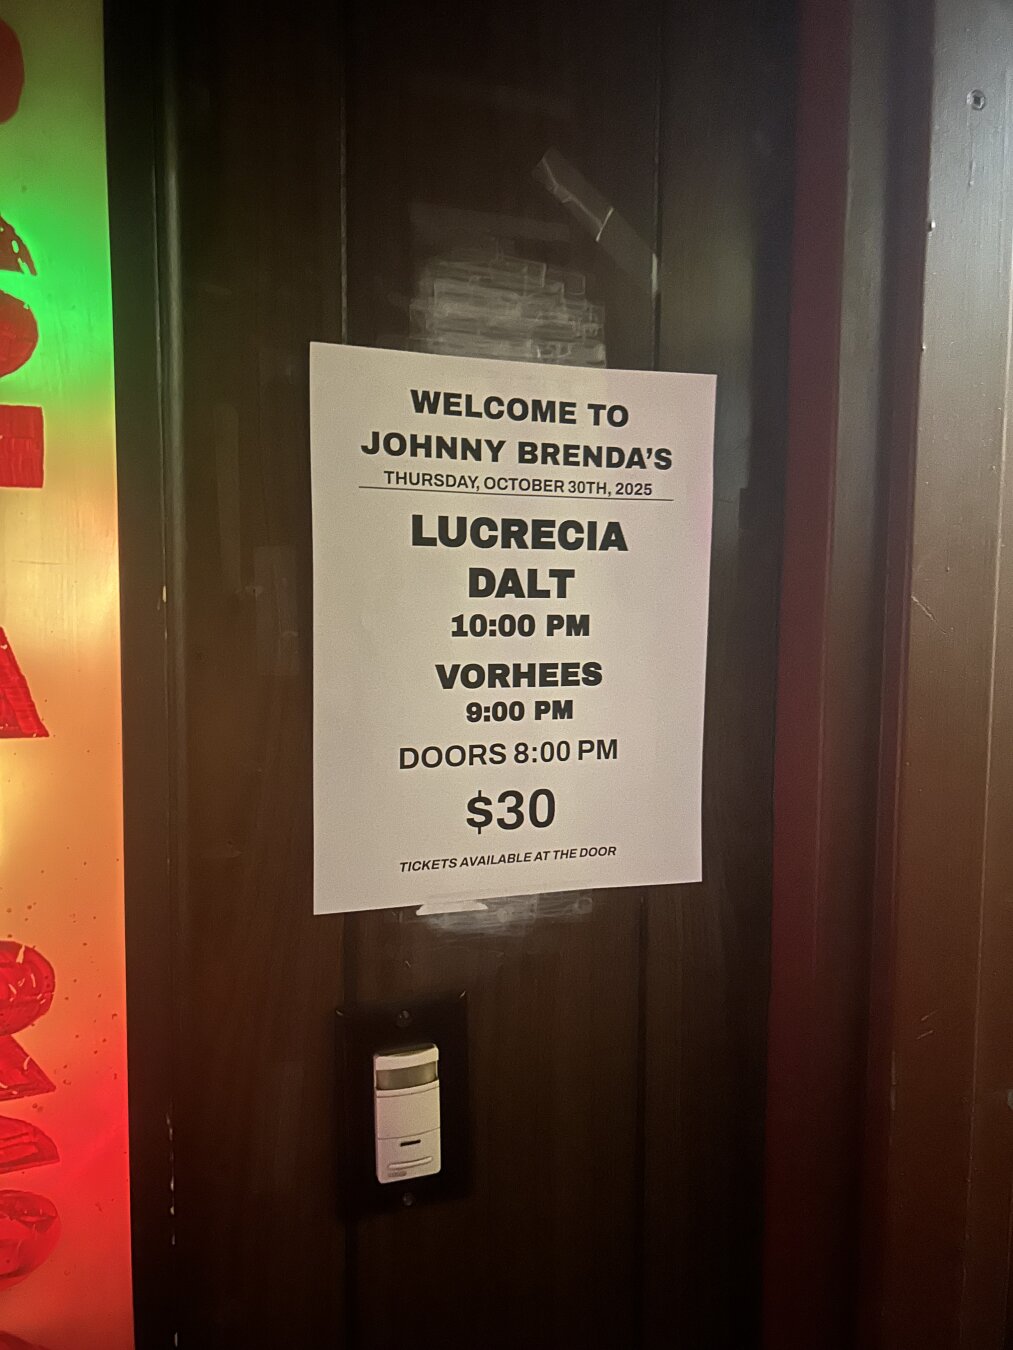 WELCOME TO
JOHNNY BRENDA'S
THURSDAY, OCTOBER 30TH, 2025
LUCRECIA
DALT
10:00 PM
VORHEES
9:00 PM
DOORS 8:00 PM
$30
TICKETS AVAILABLE AT THE DOOR